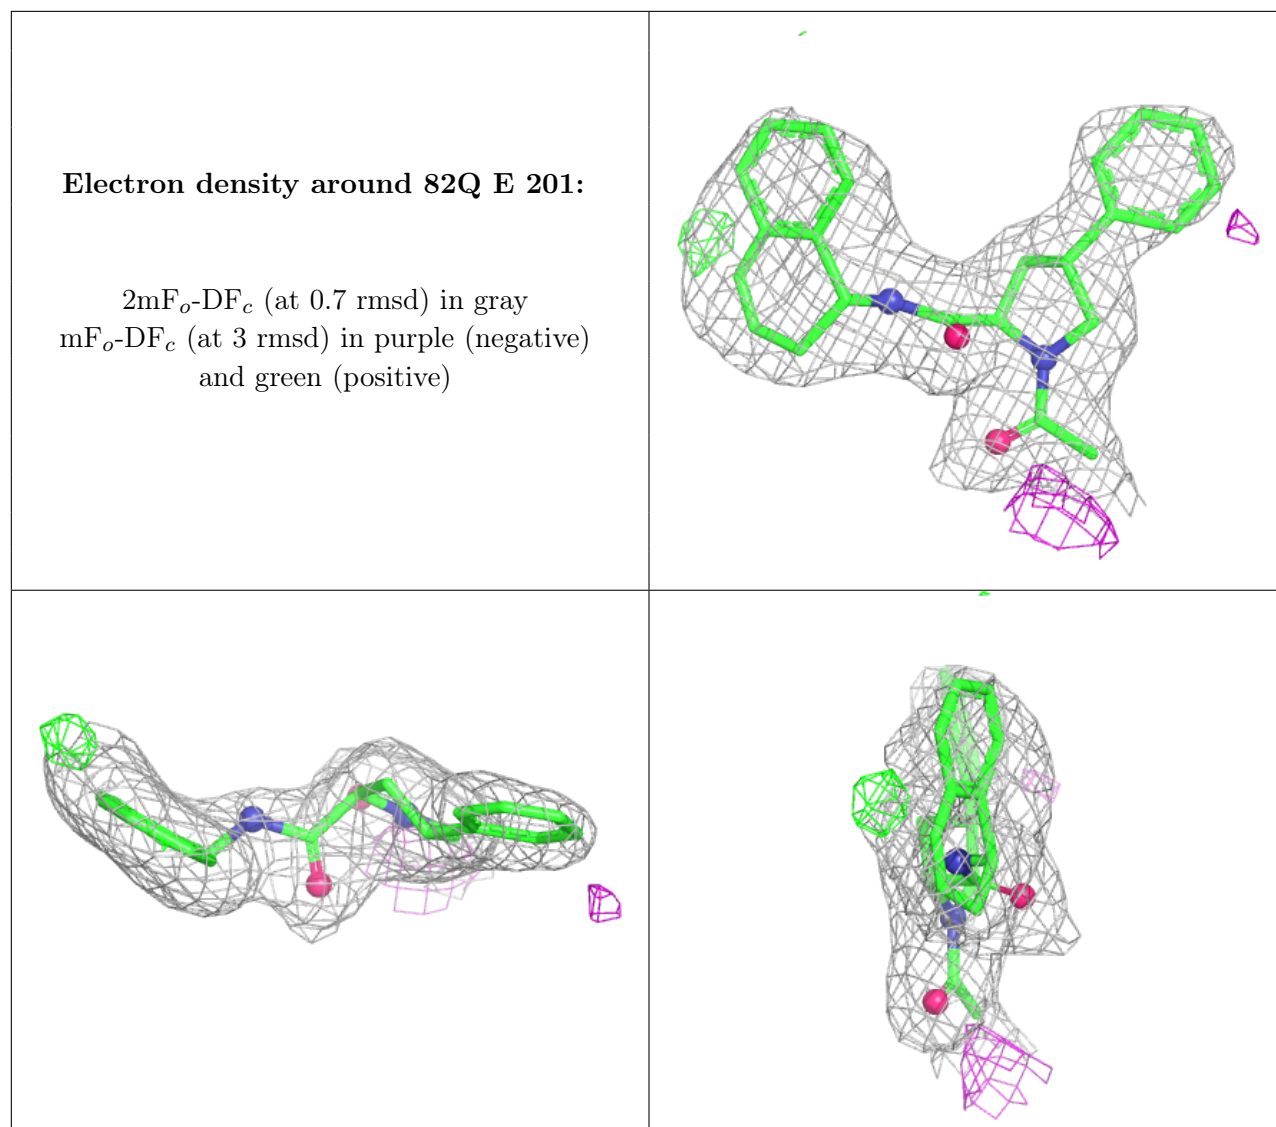 Electron density around 82Q E 201:
2mFo-DFc (at 0.7 rmsd) in gray
mFo-DFc (at 3 rmsd) in purple (negative)
and green (positive)